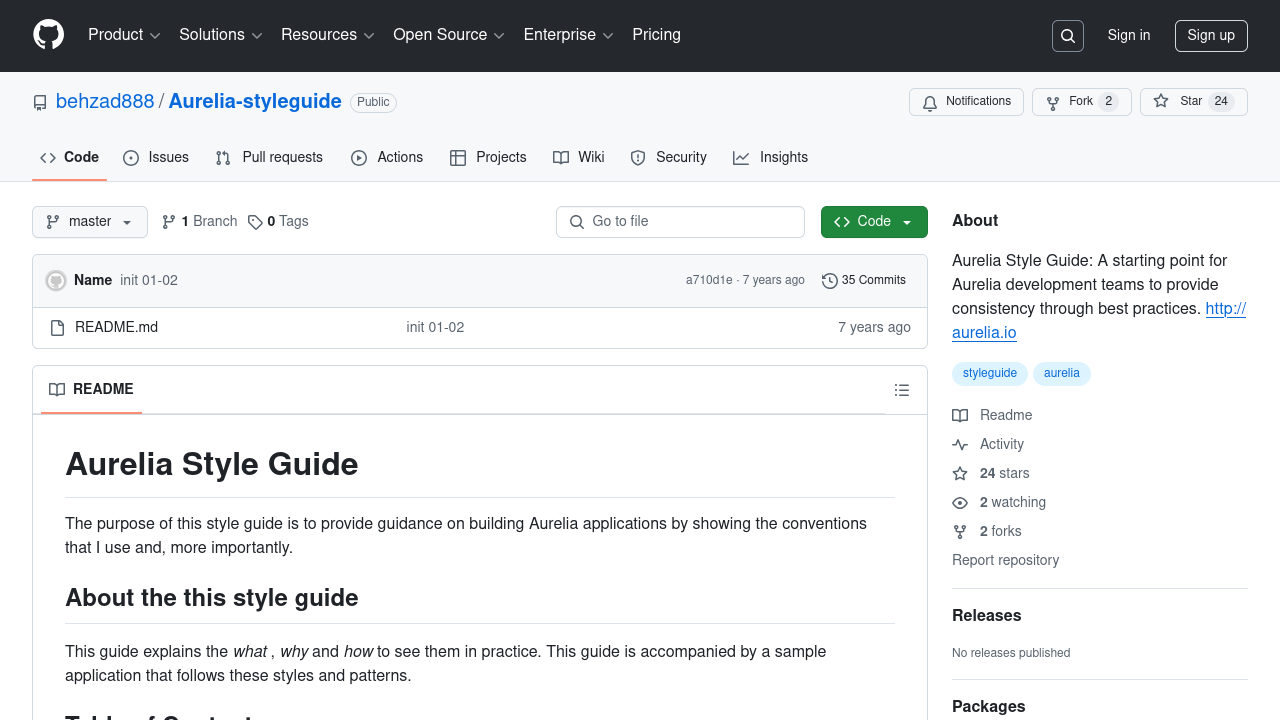 Product Solutions Resources Open Source Enterprise Pricing Sign in Sign up
behzad888 / Aurelia-styleguide Public Notifications Fork 2 Star 24
Code Issues Pull requests Actions Projects Wiki Security Insights
master 1 Branch 0 Tags Go to file Code
Name init 01-02 a710d1e · 7 years ago 35 Commits
README.md init 01-02 7 years ago
README
Aurelia Style Guide
The purpose of this style guide is to provide guidance on building Aurelia applications by showing the conventions
that I use and, more importantly.
About the this style guide
This guide explains the what , why and how to see them in practice. This guide is accompanied by a sample
application that follows these styles and patterns.
About
Aurelia Style Guide: A starting point for
Aurelia development teams to provide
consistency through best practices. http://
aurelia.io
styleguide aurelia
Readme
Activity
24 stars
2 watching
2 forks
Report repository
Releases
No releases published
Packages